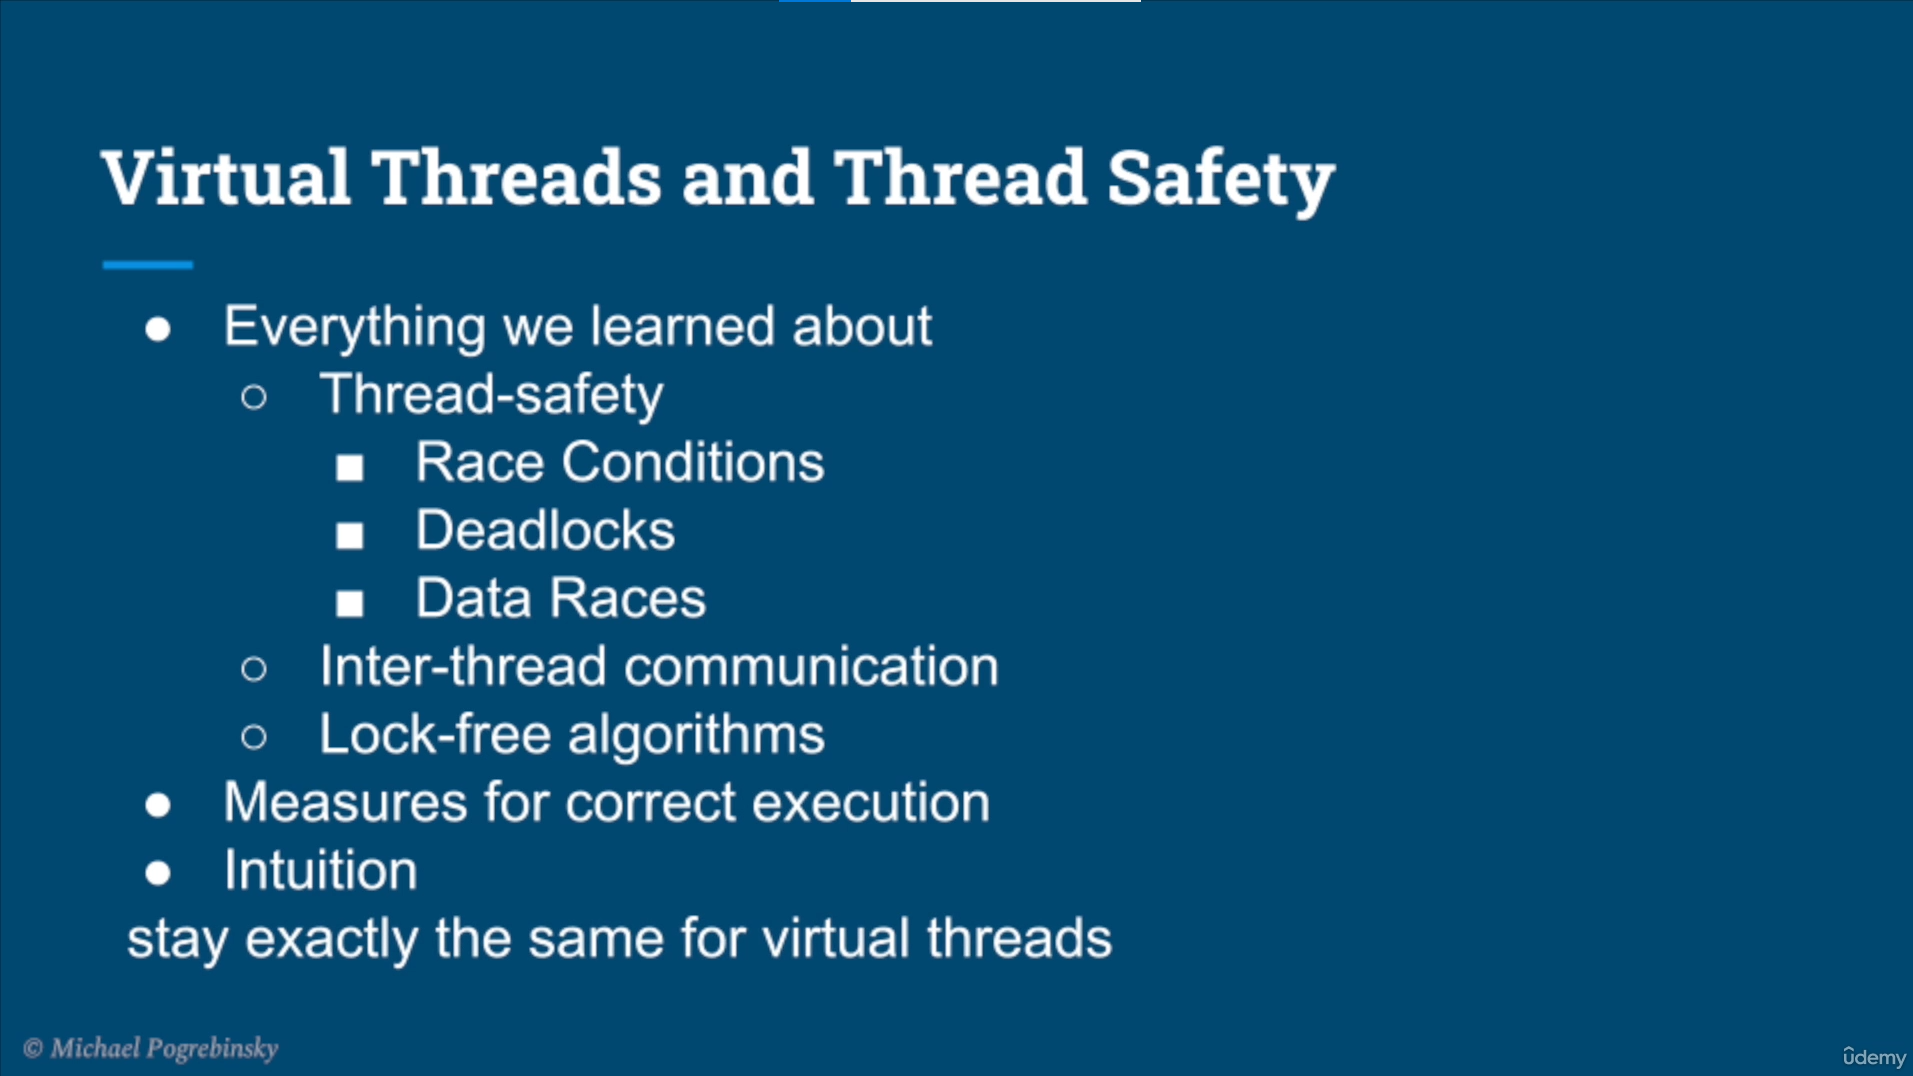 Virtual Threads and Thread Safety
● Everything we learned about
○ Thread-safety
■ Race Conditions
■ Deadlocks
■ Data Races
○ Inter-thread communication
○ Lock-free algorithms
● Measures for correct execution
● Intuition
stay exactly the same for virtual threads
© Michael Pogrebinsky
ûdemy